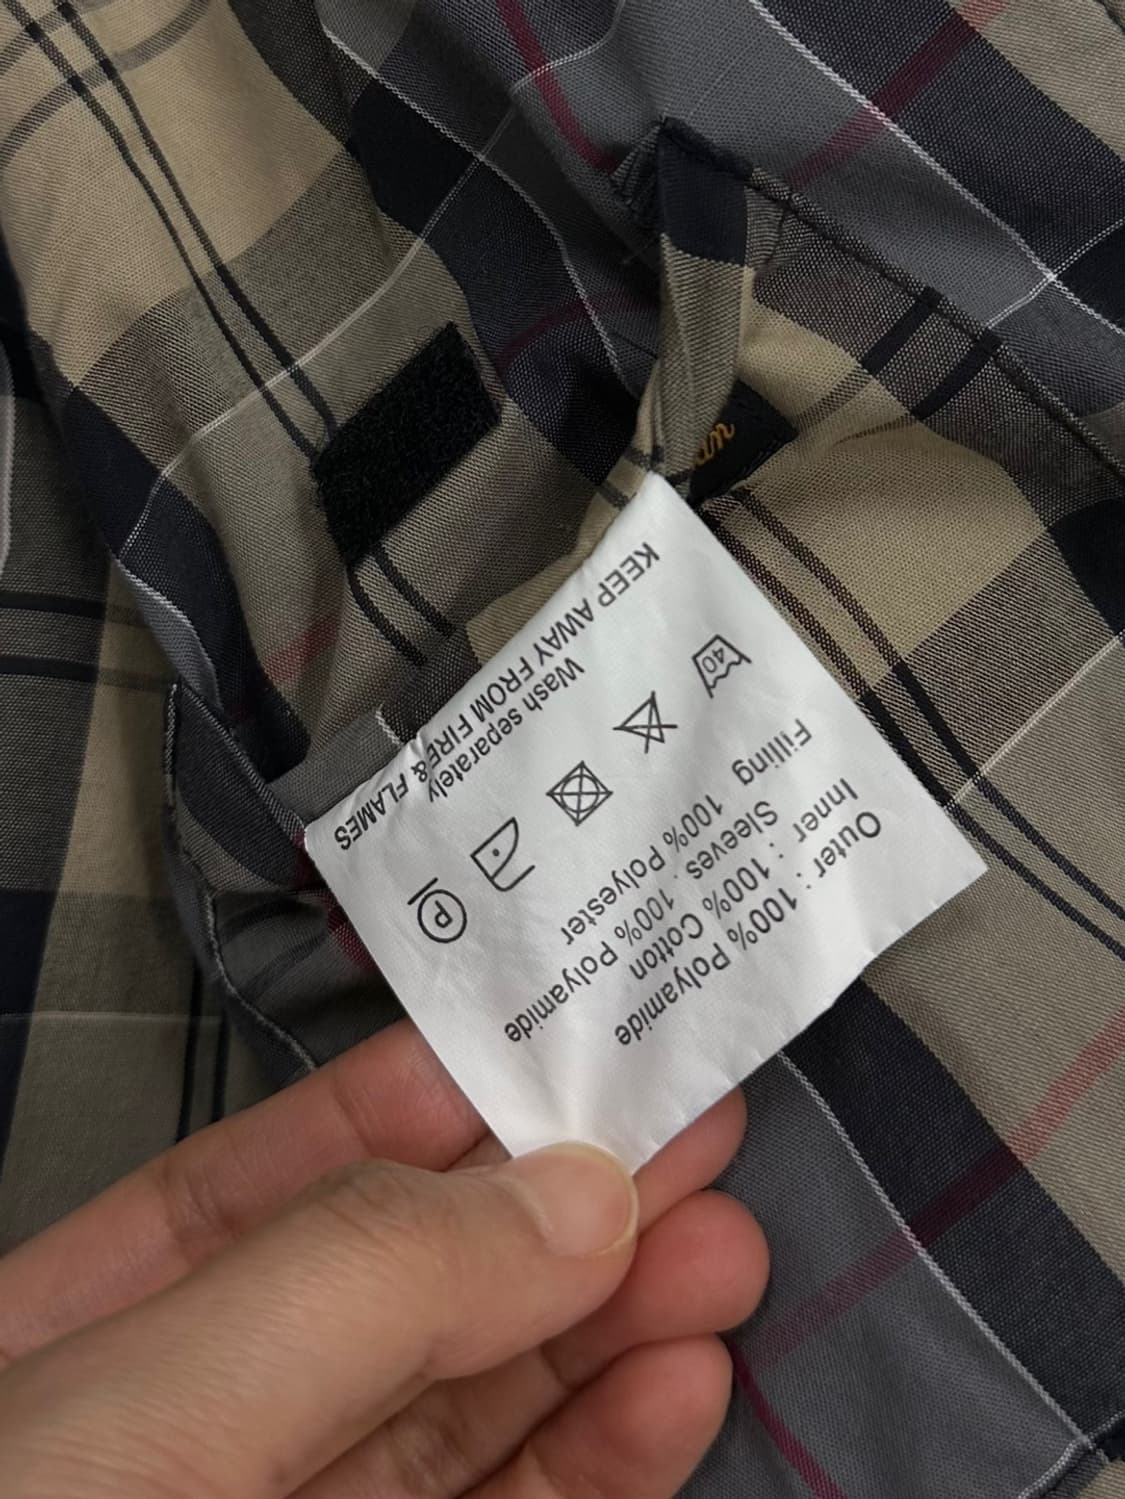 Outer : 100% Polyamide
Inner : 100% Cotton
Sleeves : 100% Polyamide
Filling 100% Polyester
40
P
Wash separately
KEEP AWAY FROM FIRE & FLAMES